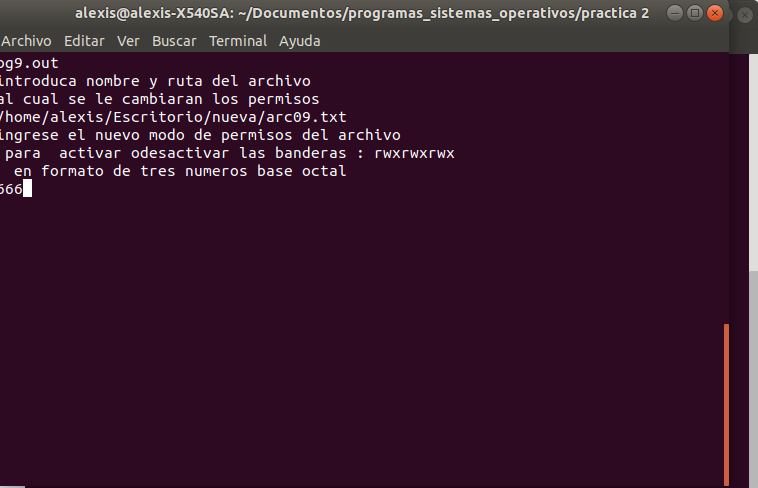 alexis@alexis-X540SA: ~/Documentos/programas_sistemas_operativos/practica 2
Archivo Editar Ver Buscar Terminal Ayuda
og9.out
introduca nombre y ruta del archivo
al cual se le cambiaran los permisos
/home/alexis/Escritorio/nueva/arc09.txt
ingrese el nuevo modo de permisos del archivo
para  activar odesactivar las banderas : rwxrwxrwx
en formato de tres numeros base octal
666